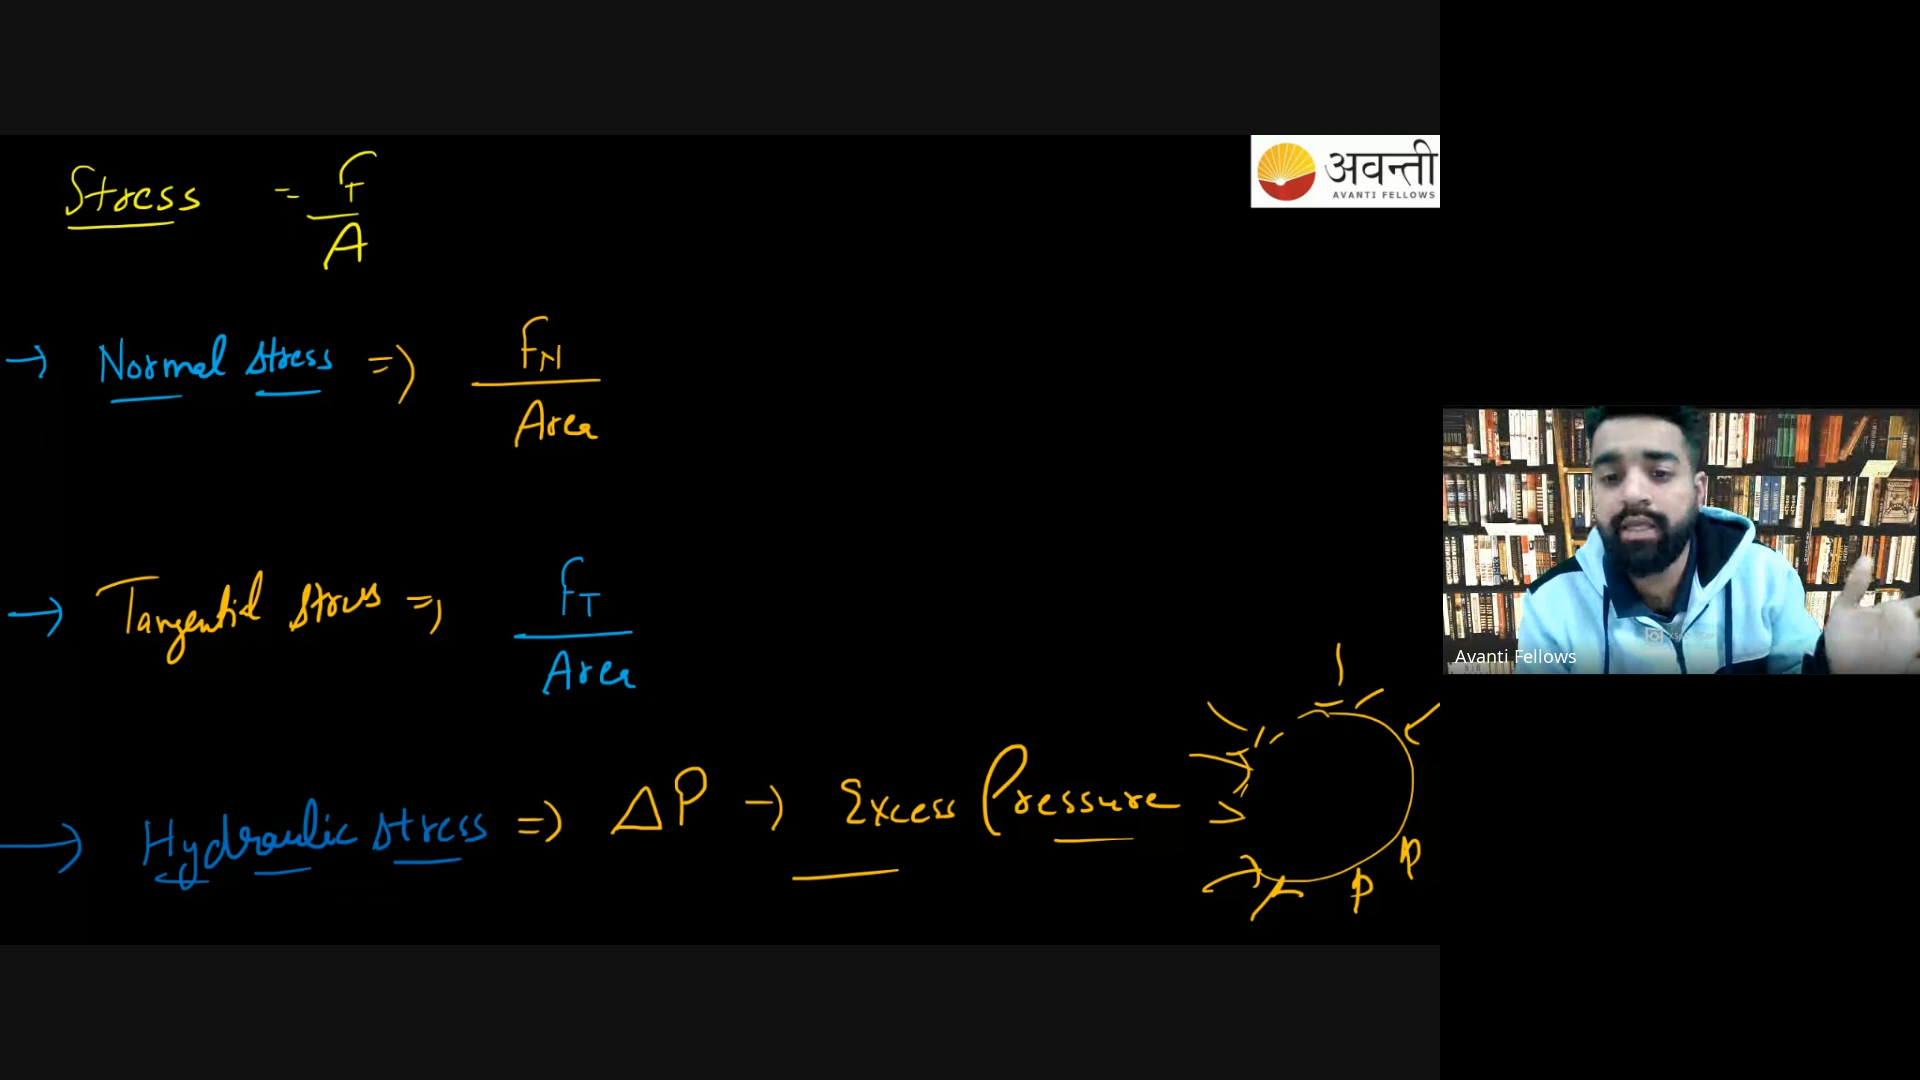 Stress = F/A
अवन्ती
AVANTI FELLOWS
→ Normal stress ⇒ F_N/Area
→ Tangential stress ⇒ F_T/Area
→ Hydraulic stress ⇒ ΔP → Excess Pressure
P
P
Avanti Fellows